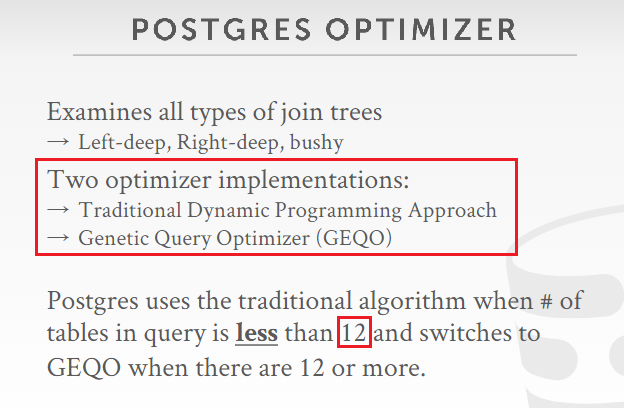 POSTGRES OPTIMIZER
Examines all types of join trees
→ Left-deep, Right-deep, bushy
Two optimizer implementations:
→ Traditional Dynamic Programming Approach
→ Genetic Query Optimizer (GEQO)
Postgres uses the traditional algorithm when # of
tables in query is less than 12 and switches to
GEQO when there are 12 or more.